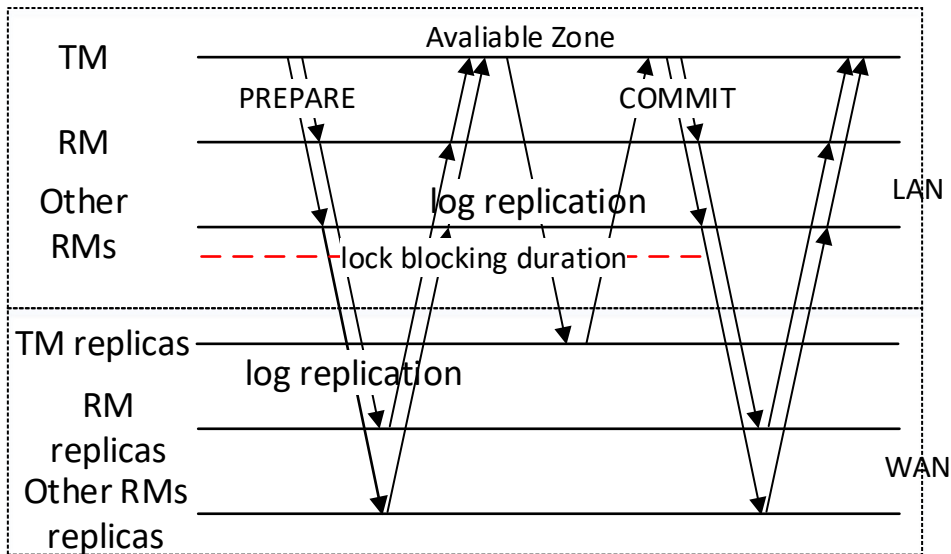 Avaliable Zone
TM
PREPARE
COMMIT
RM
LAN
Other
RMs
log replication
lock blocking duration
TM replicas
log replication
RM
replicas
WAN
Other RMs
replicas